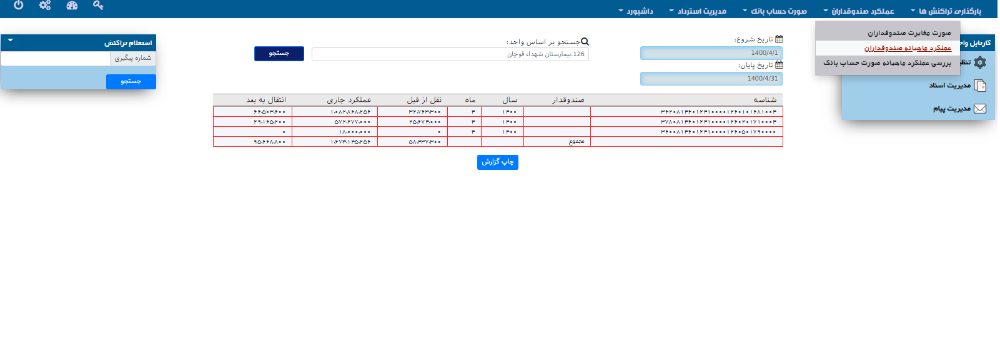 بارگذاری تراکنش ها
عملکرد صندوقداران
صورت حساب بانک
مدیریت استرداد
داشبورد
صورت مغایرت صندوقداران
عملکرد ماهیانه صندوقداران
بررسی عملکرد ماهیانه صورت حساب بانک
کارتابل
مدیریت اسناد
مدیریت پیام
تاریخ شروع:
1400/4/1
تاریخ پایان:
1400/4/31
جستجو بر اساس واحد:
126:بیمارستان شهداء قوچان
جستجو
استعلام تراکنش
شماره پیگیری
جستجو
شناسه صندوقدار سال ماه نقل از قبل عملکرد جاری انتقال به بعد
۳۶۲۰۸۱۴۶۰۱۲۴۱۰۰۰۰۱۲۶۰۱۰۱۶۸۱۰۰۴ ۱۴۰۰ ۴ ۳۲,۷۶۳,۳۰۰ ۱,۰۸۲,۸۶۸,۲۵۶ ۶۶,۵۰۳,۶۰۰
۳۷۸۰۸۱۴۶۰۱۲۴۱۰۰۰۰۱۲۶۰۲۰۱۷۱۰۰۰۴ ۱۴۰۰ ۴ ۲۵,۶۷۴,۰۰۰ ۵۷۲,۲۷۷,۰۰۰ ۲۹,۱۶۵,۲۰۰
۳۶۰۰۸۱۴۶۰۱۲۴۱۰۰۰۰۱۲۶۰۵۰۱۷۹۰۰۰۰ ۱۴۰۰ ۴ ۰ ۱۸,۰۰۰,۰۰۰ ۰
مجموع ۵۸,۴۳۷,۳۰۰ ۱,۶۷۳,۱۴۵,۲۵۶ ۹۵,۶۶۸,۸۰۰
چاپ گزارش